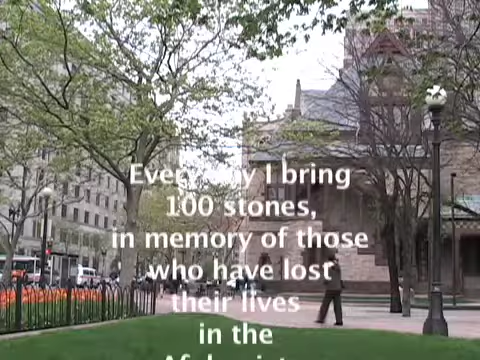 Every day I bring
100 stones,
in memory of those
who have lost
their lives
in the